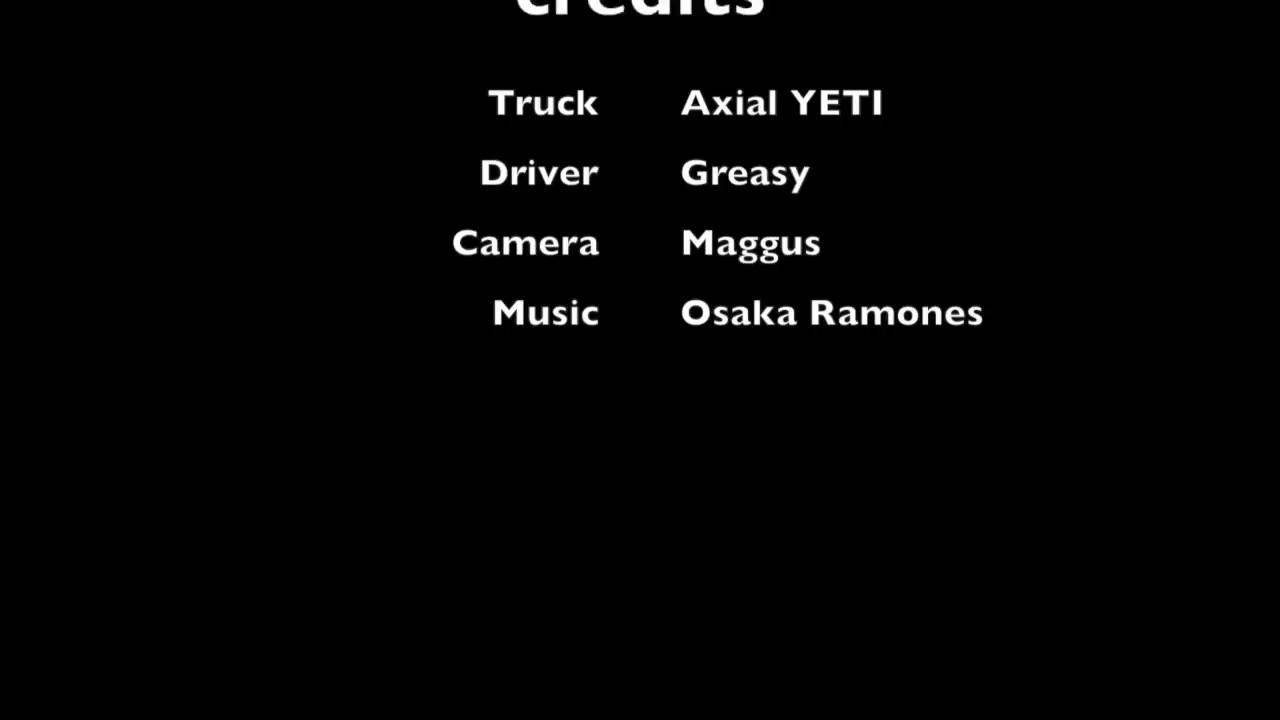 credits
Truck Axial YETI
Driver Greasy
Camera Maggus
Music Osaka Ramones